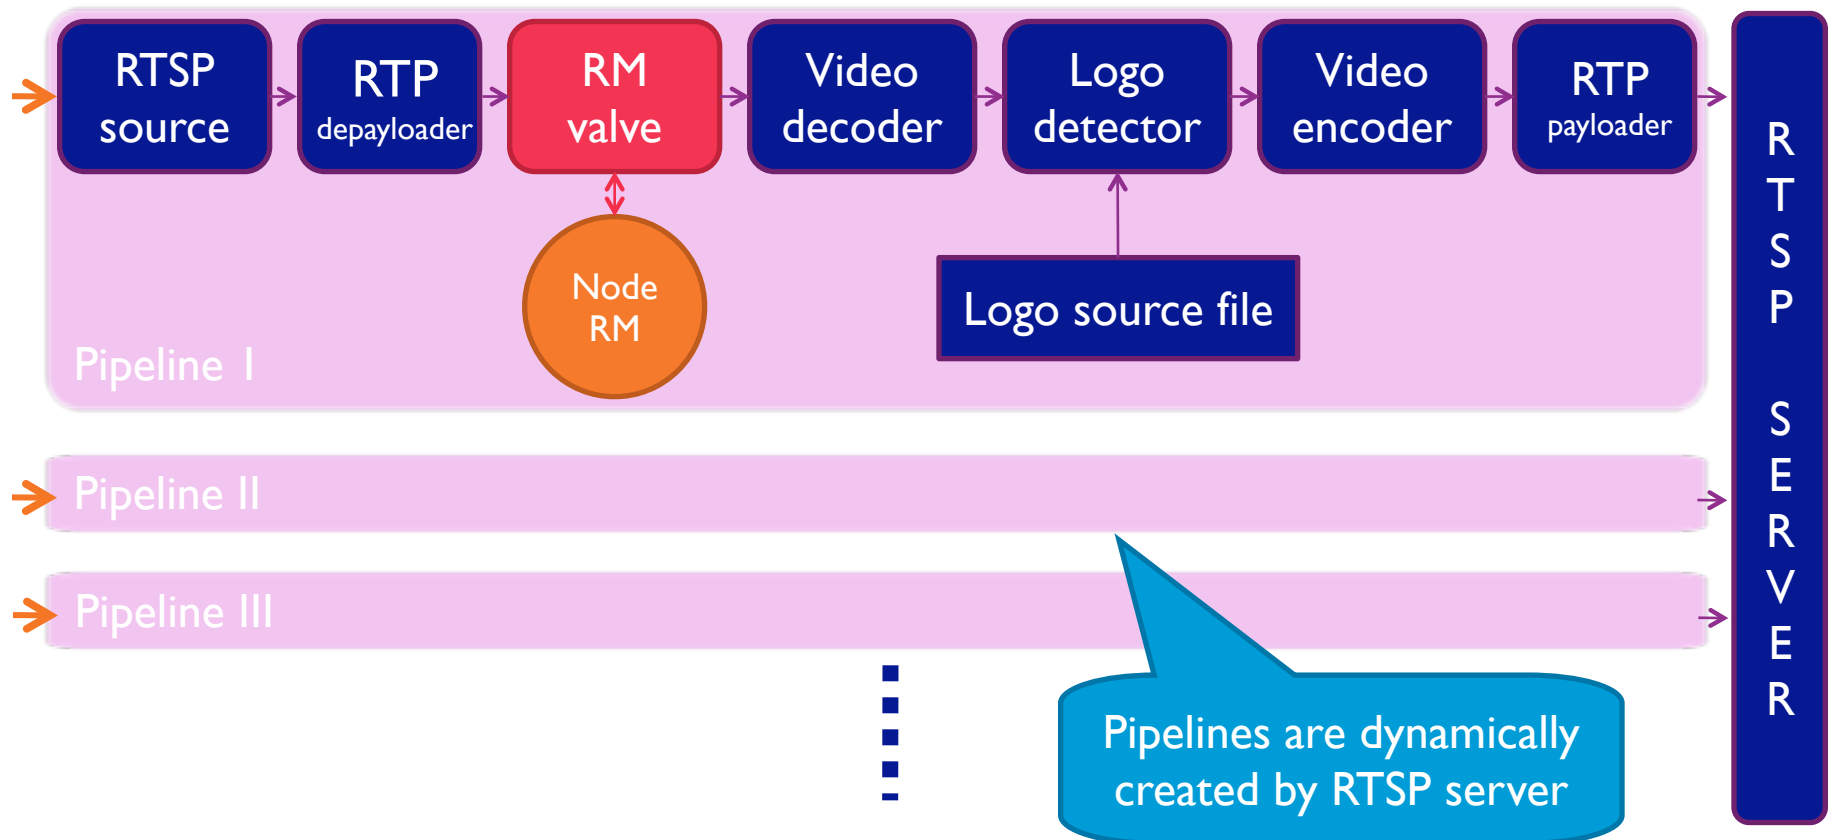 RTSP
source
RTP
depayloader
RM
valve
Video
decoder
Logo
detector
Video
encoder
RTP
payloader
Node
RM
Logo source file
Pipeline I
Pipeline II
Pipeline III
Pipelines are dynamically
created by RTSP server
R
T
S
P
S
E
R
V
E
R